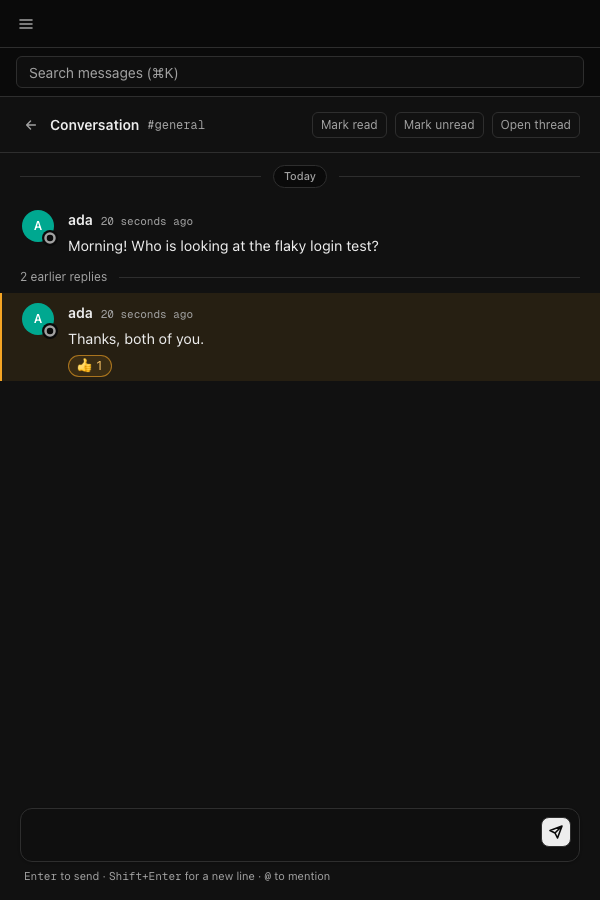 Search messages (⌘K)
Conversation #general
Mark read
Mark unread
Open thread
Today
A
ada 20 seconds ago
Morning! Who is looking at the flaky login test?
2 earlier replies
A
ada 20 seconds ago
Thanks, both of you.
👍 1
Enter to send · Shift+Enter for a new line · @ to mention